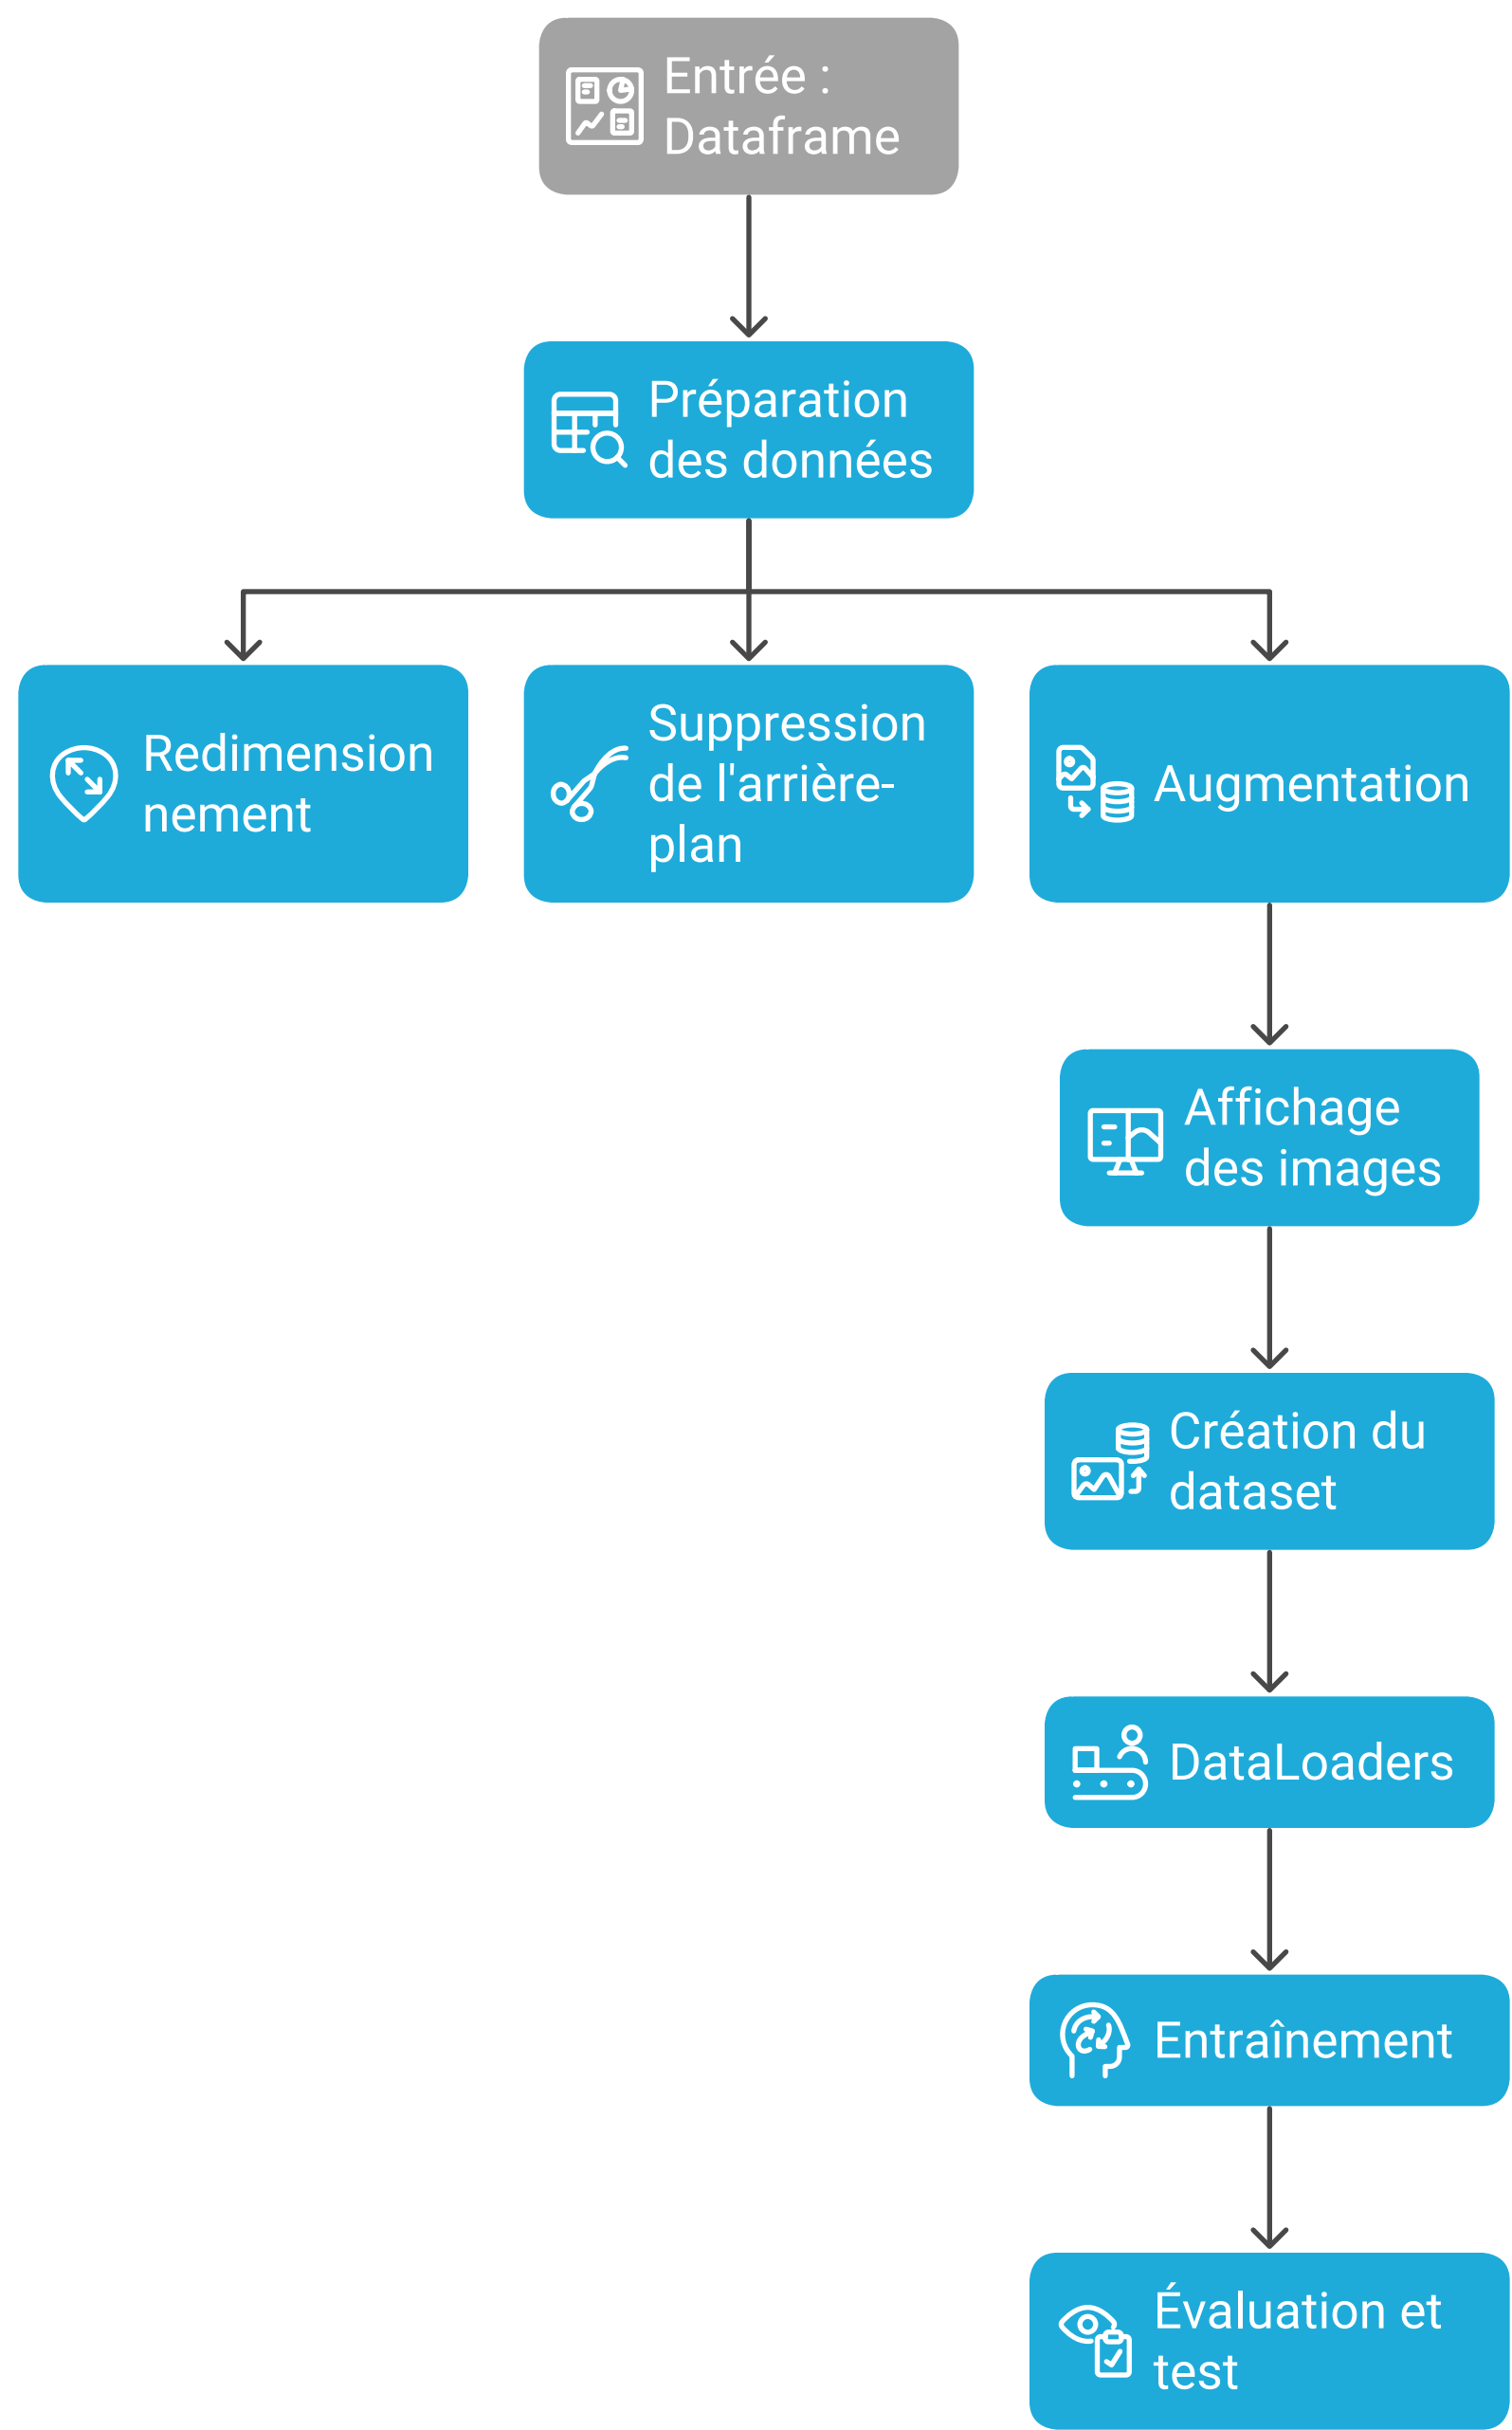 Entrée :
Dataframe
Préparation
des données
Redimension
nement
Suppression
de l'arrière-
plan
Augmentation
Affichage
des images
Création du
dataset
DataLoaders
Entraînement
Évaluation et
test